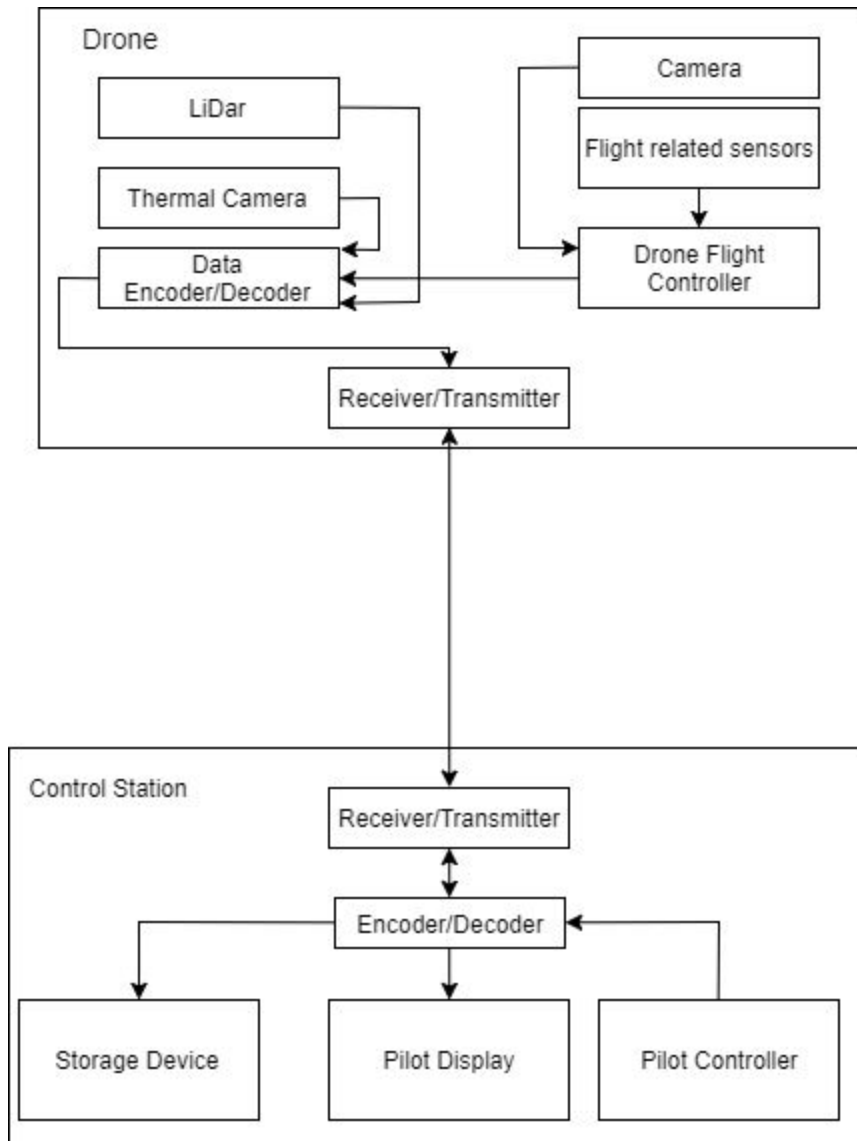 Drone
LiDar
Camera
Flight related sensors
Thermal Camera
Data
Encoder/Decoder
Drone Flight
Controller
Receiver/Transmitter
Control Station
Receiver/Transmitter
Encoder/Decoder
Storage Device
Pilot Display
Pilot Controller